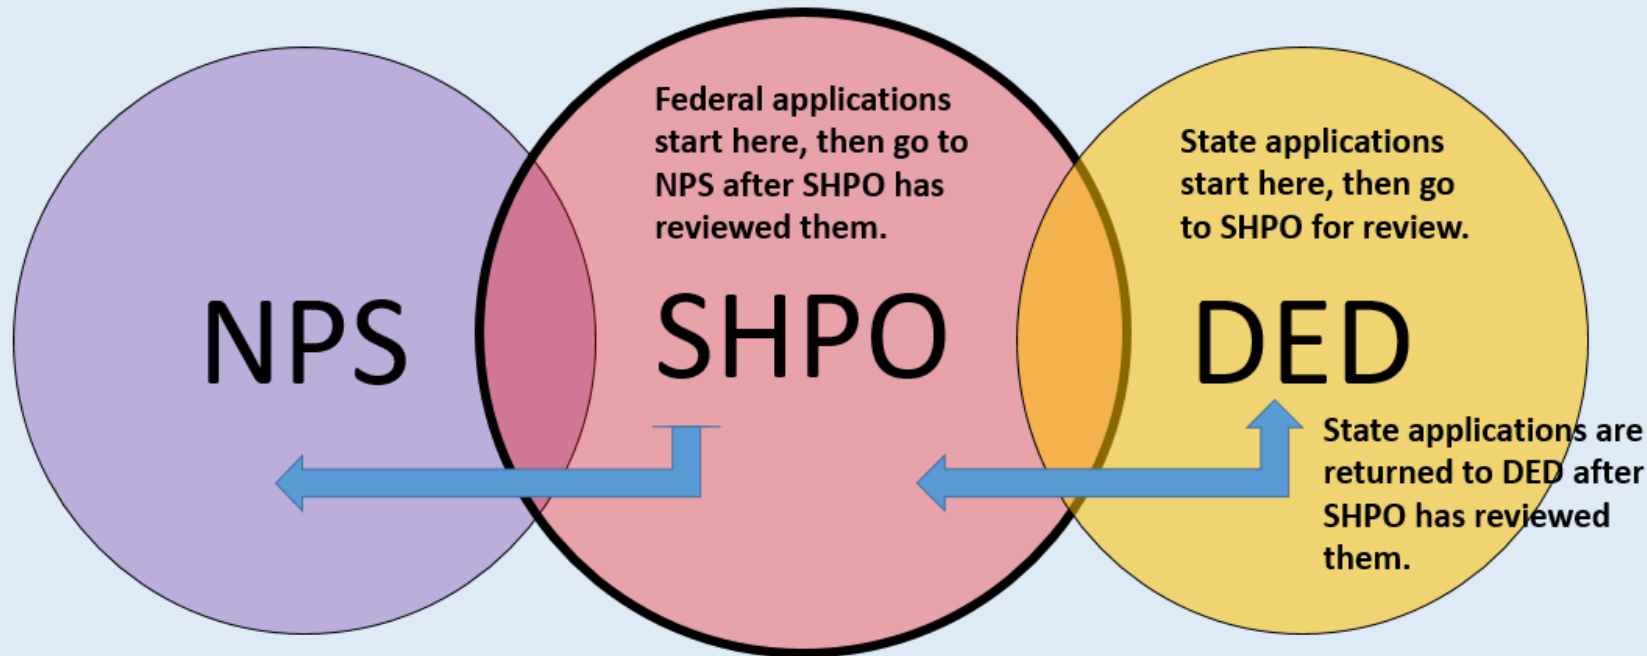 NPS
Federal applications
start here, then go to
NPS after SHPO has
reviewed them.
SHPO
State applications
start here, then go
to SHPO for review.
DED
State applications are
returned to DED after
SHPO has reviewed
them.